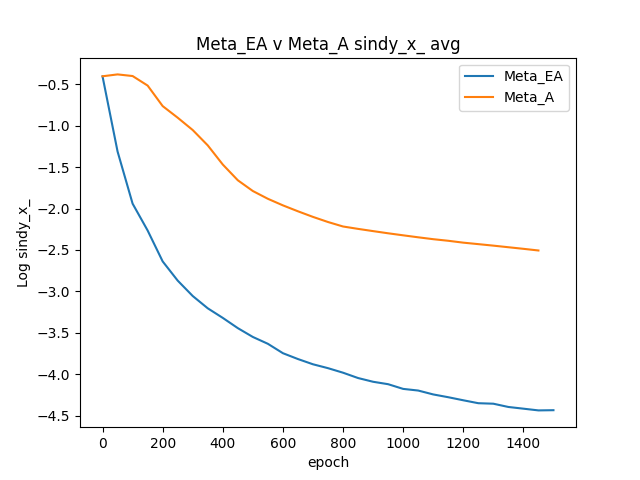 Meta_EA v Meta_A sindy_x_ avg
Meta_EA
Meta_A
Log sindy_x_
−0.5
−1.0
−1.5
−2.0
−2.5
−3.0
−3.5
−4.0
−4.5
0 200 400 600 800 1000 1200 1400
epoch